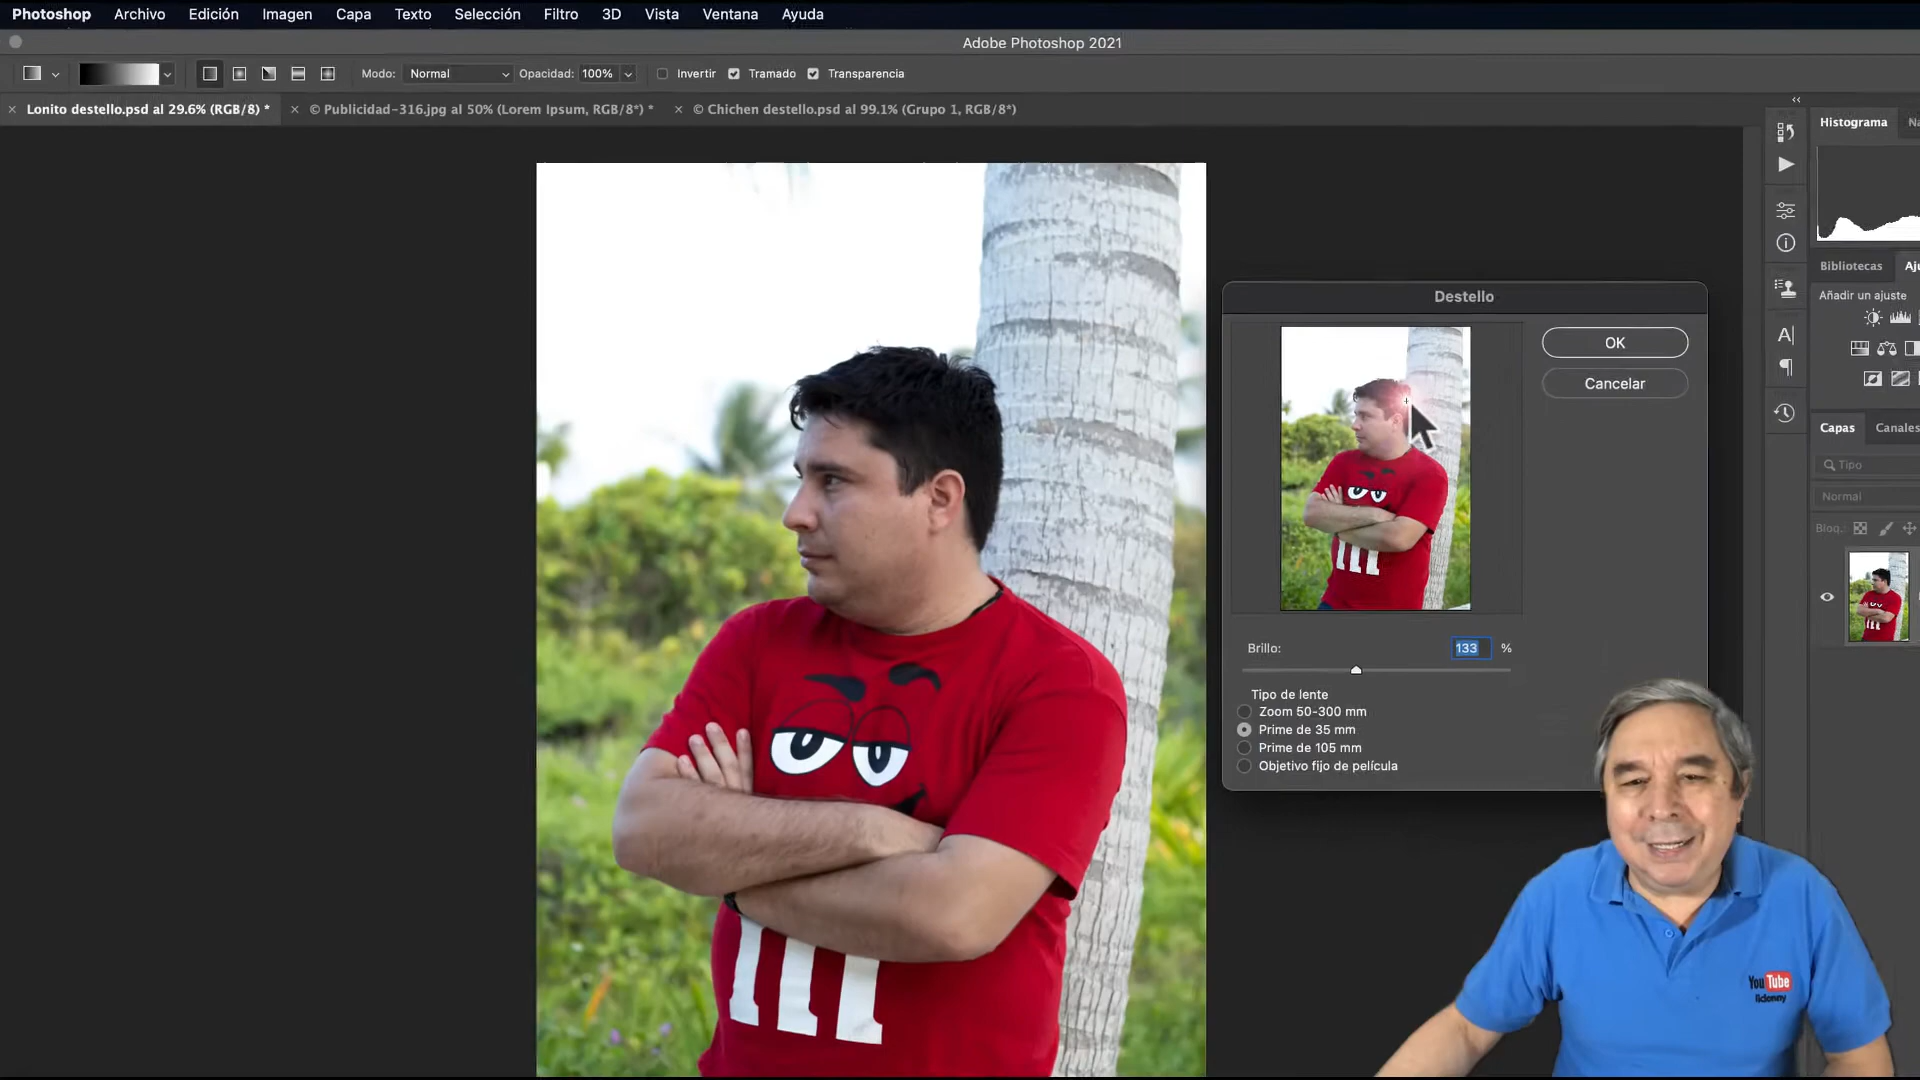 Photoshop Archivo Edición Imagen Capa Texto Selección Filtro 3D Vista Ventana Ayuda
Adobe Photoshop 2021
Modo: Normal Opacidad: 100% Invertir Tramado Transparencia
Lonito destello.psd al 29.6% (RGB/8) * © Publicidad-316.jpg al 50% (Lorem Ipsum, RGB/8*) * © Chichen destello.psd al 99.1% (Grupo 1, RGB/8*)
Histograma
Destello
OK
Cancelar
Bibliotecas
Añadir un ajuste
Capas Canales
Tipo
Normal
Bloq.:
Brillo: 133 %
Tipo de lente
Zoom 50-300 mm
Prime de 35 mm
Prime de 105 mm
Objetivo fijo de película
YouTube